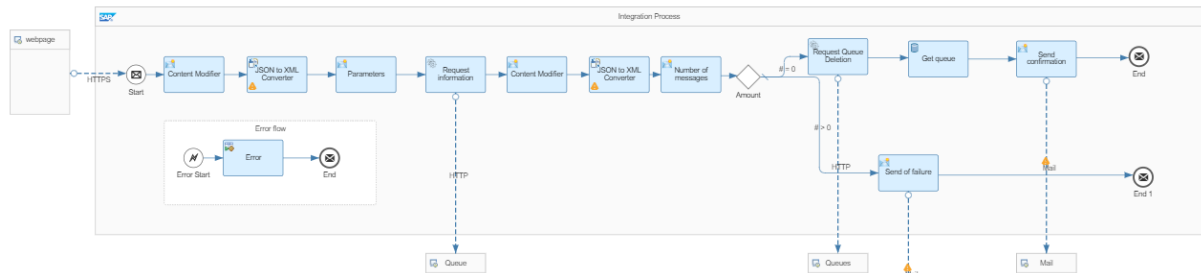 SAP
Integration Process
webpage
HTTPS
Start
Content Modifier
JSON to XML
Converter
Parameters
Request
information
Content Modifier
JSON to XML
Converter
Number of
messages
Amount
# = 0
Request Queue
Deletion
Get queue
Send
confirmation
End
# > 0
Error flow
Error Start
Error
End
HTTP
HTTP
Send of failure
Mail
End 1
Queue
Queues
Mail